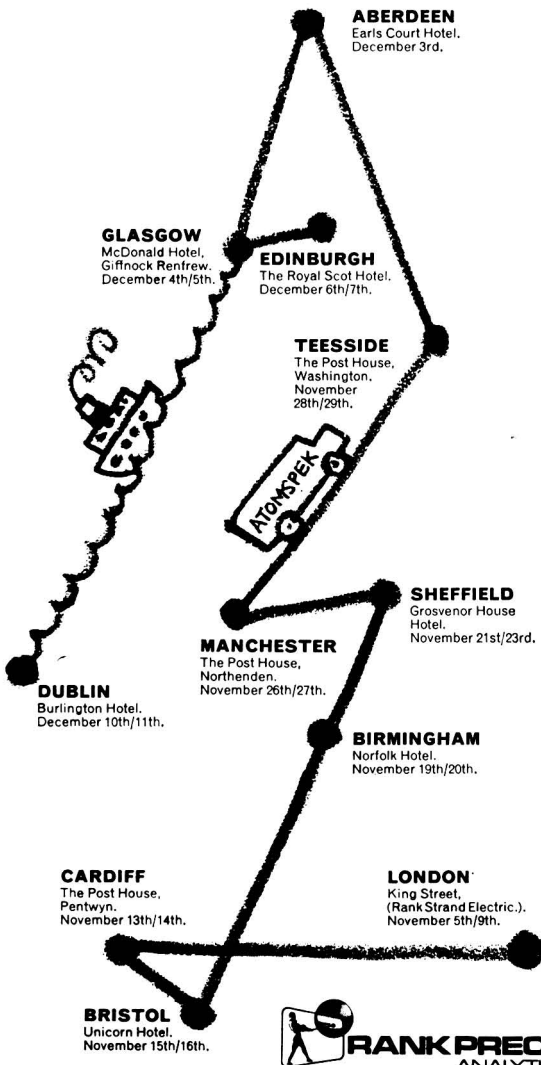 ABERDEEN
Earls Court Hotel.
December 3rd.
GLASGOW
McDonald Hotel,
Giffnock Renfrew.
December 4th/5th.
EDINBURGH
The Royal Scot Hotel.
December 6th/7th.
TEESSIDE
The Post House,
Washington.
November
28th/29th.
ATOMSPEK
SHEFFIELD
Grosvenor House
Hotel.
November 21st/23rd.
MANCHESTER
The Post House,
Northenden.
November 26th/27th.
DUBLIN
Burlington Hotel.
December 10th/11th.
BIRMINGHAM
Norfolk Hotel.
November 19th/20th.
CARDIFF
The Post House,
Pentwyn.
November 13th/14th.
LONDON
King Street,
(Rank Strand Electric.).
November 5th/9th.
BRISTOL
Unicorn Hotel.
November 15th/16th.
RANK PREC
ANALYT